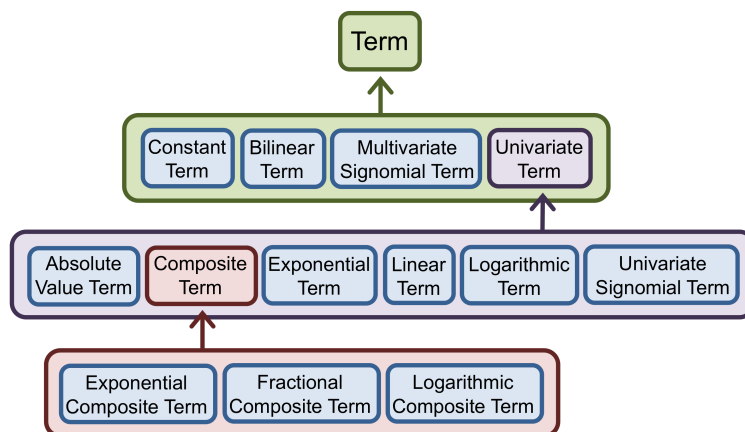 Term
Constant
Term
Bilinear
Term
Multivariate
Signomial Term
Univariate
Term
Absolute
Value Term
Composite
Term
Exponential
Term
Linear
Term
Logarithmic
Term
Univariate
Signomial Term
Exponential
Composite Term
Fractional
Composite Term
Logarithmic
Composite Term